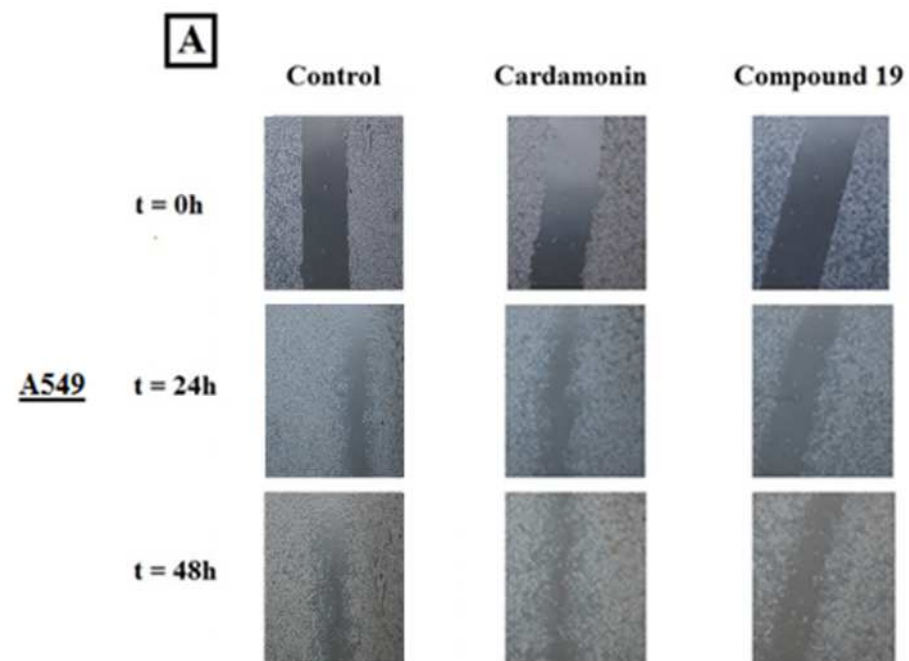 A
Control Cardamonin Compound 19
t = 0h
A549 t = 24h
t = 48h